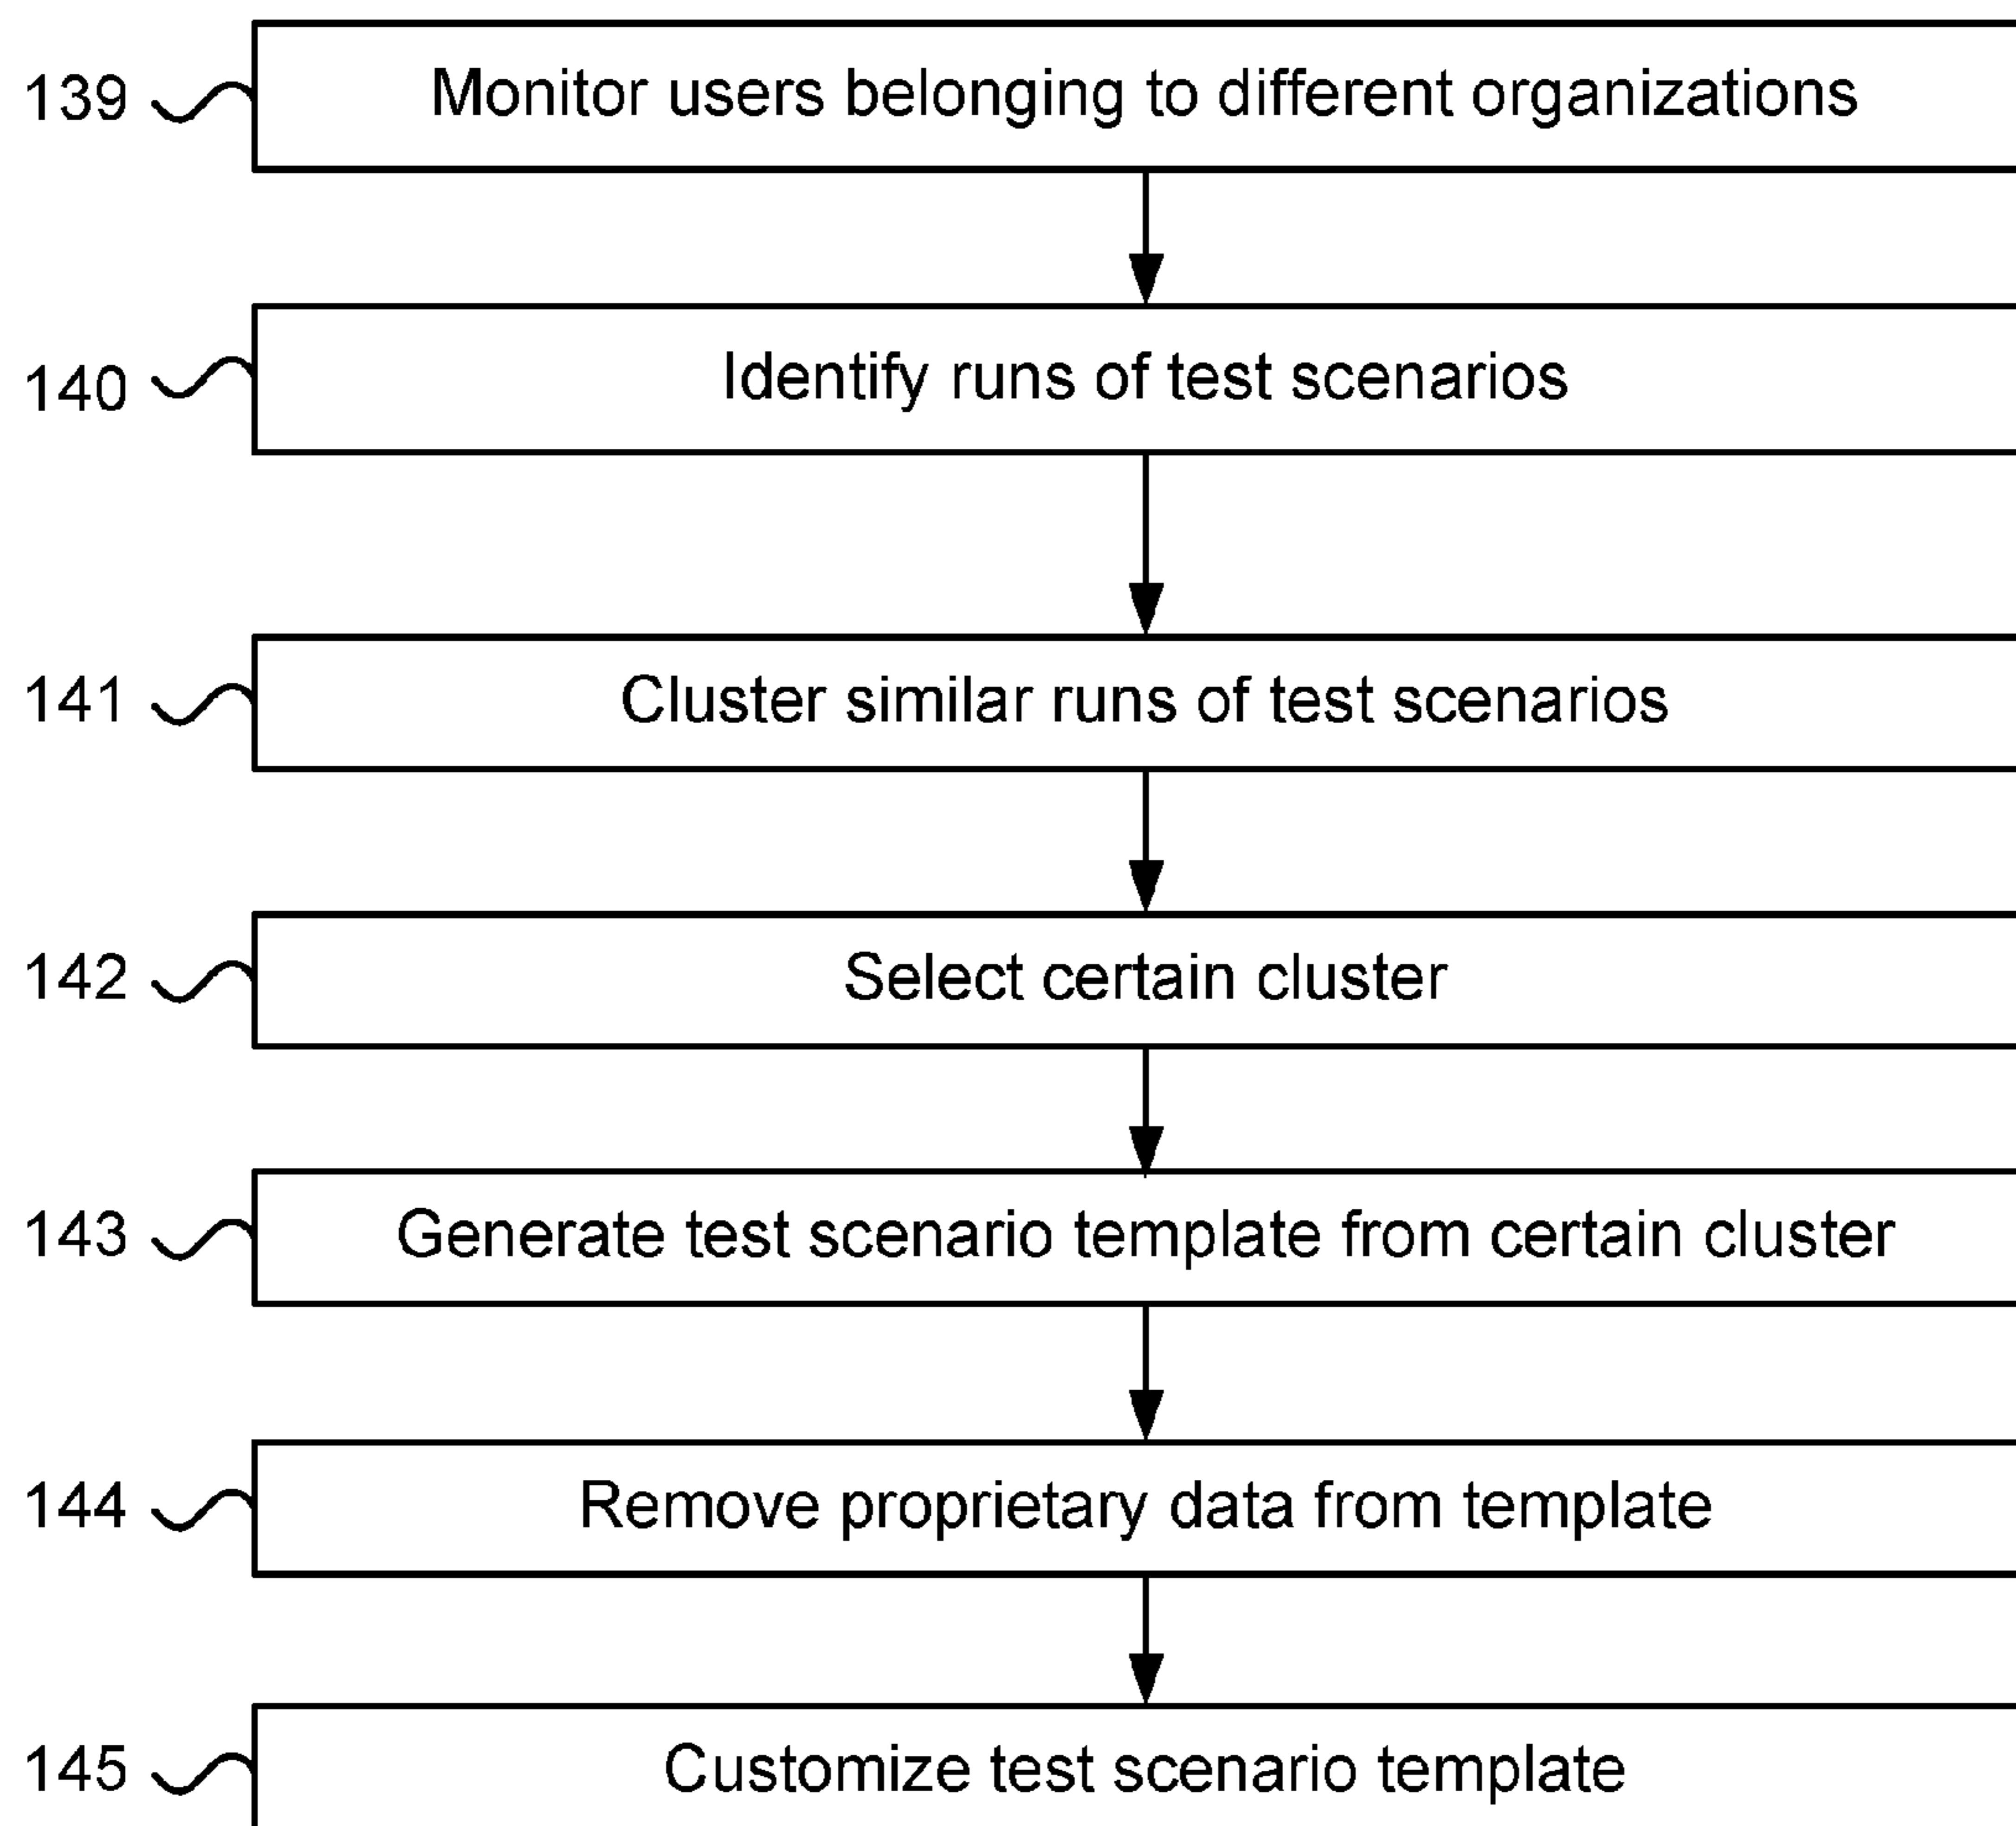 139 Monitor users belonging to different organizations
140 Identify runs of test scenarios
141 Cluster similar runs of test scenarios
142 Select certain cluster
143 Generate test scenario template from certain cluster
144 Remove proprietary data from template
145 Customize test scenario template